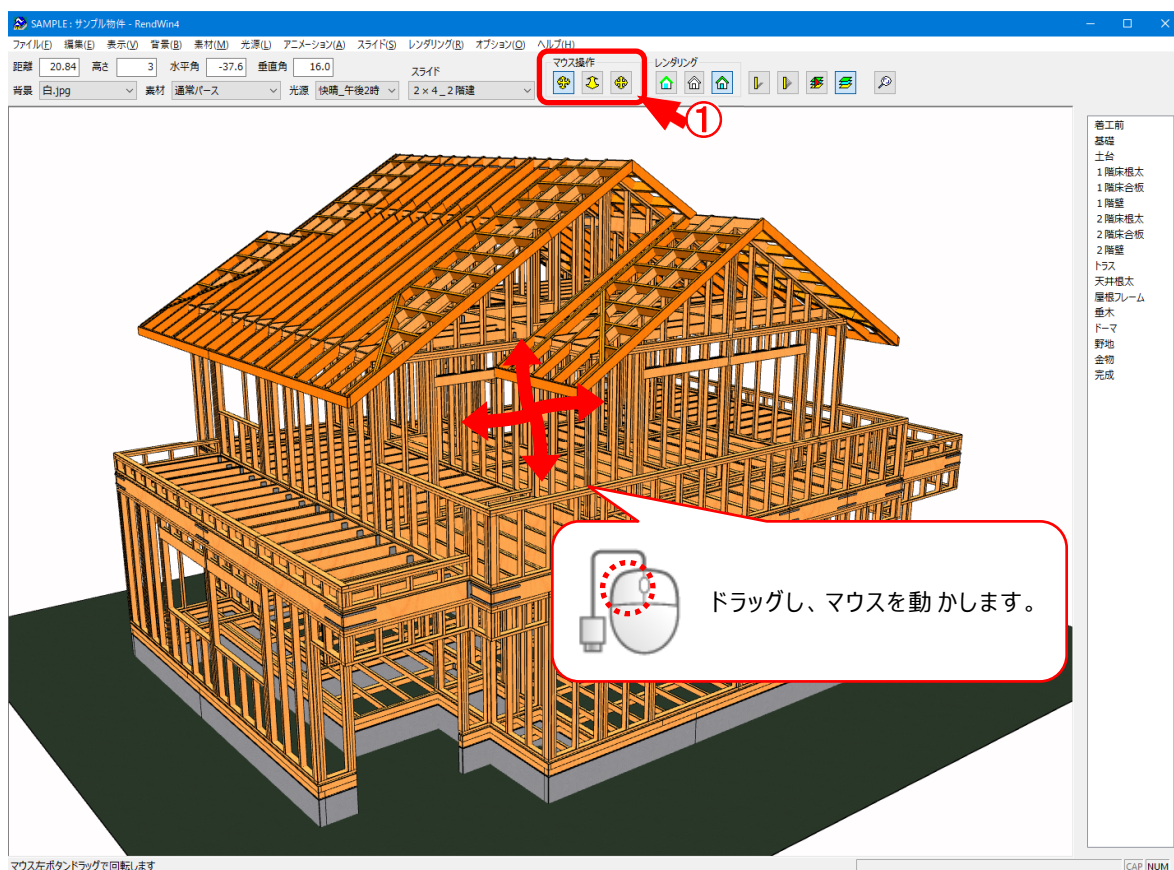 SAMPLE : サンプル物件 - RendWin4
ファイル(F) 編集(E) 表示(V) 背景(B) 素材(M) 光源(L) アニメーション(A) スライド(S) レンダリング(R) オプション(O) ヘルプ(H)
距離 20.84 高さ 3 水平角 -37.6 垂直角 16.0 スライド マウス操作 レンダリング
背景 白.jpg 素材 通常パース 光源 快晴_午後2時 2×4_2階建
①
着工前
基礎
土台
1階床根太
1階床合板
1階壁
2階床根太
2階床合板
2階壁
トラス
天井根太
屋根フレーム
垂木
ドーマ
野地
金物
完成
ドラッグし、マウスを動かします。
マウス左ボタンドラッグで回転します
CAP NUM